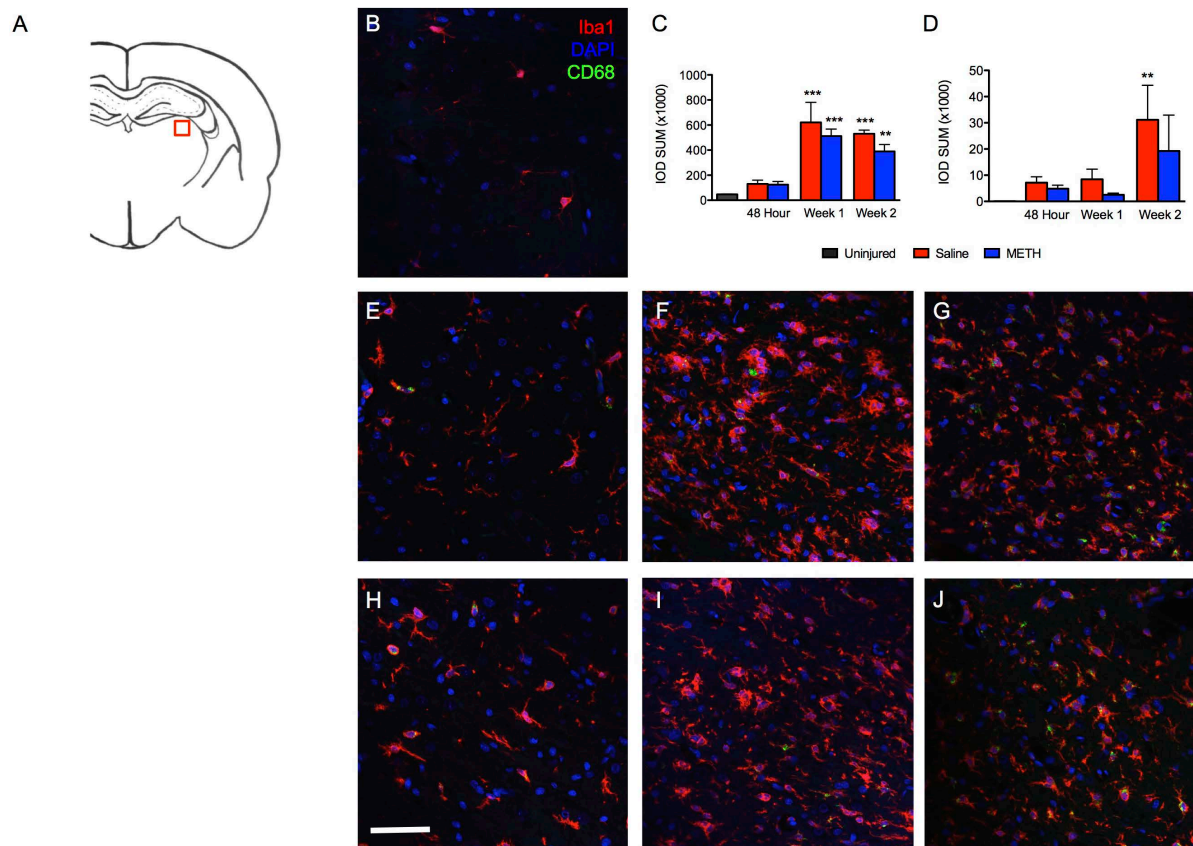 A
B
Iba1
DAPI
CD68
C
IOD SUM (x1000)
1000
800
600
400
200
0
***
***
***
**
48 Hour
Week 1
Week 2
D
IOD SUM (x1000)
50
40
30
20
10
0
**
48 Hour
Week 1
Week 2
Uninjured
Saline
METH
E
F
G
H
I
J